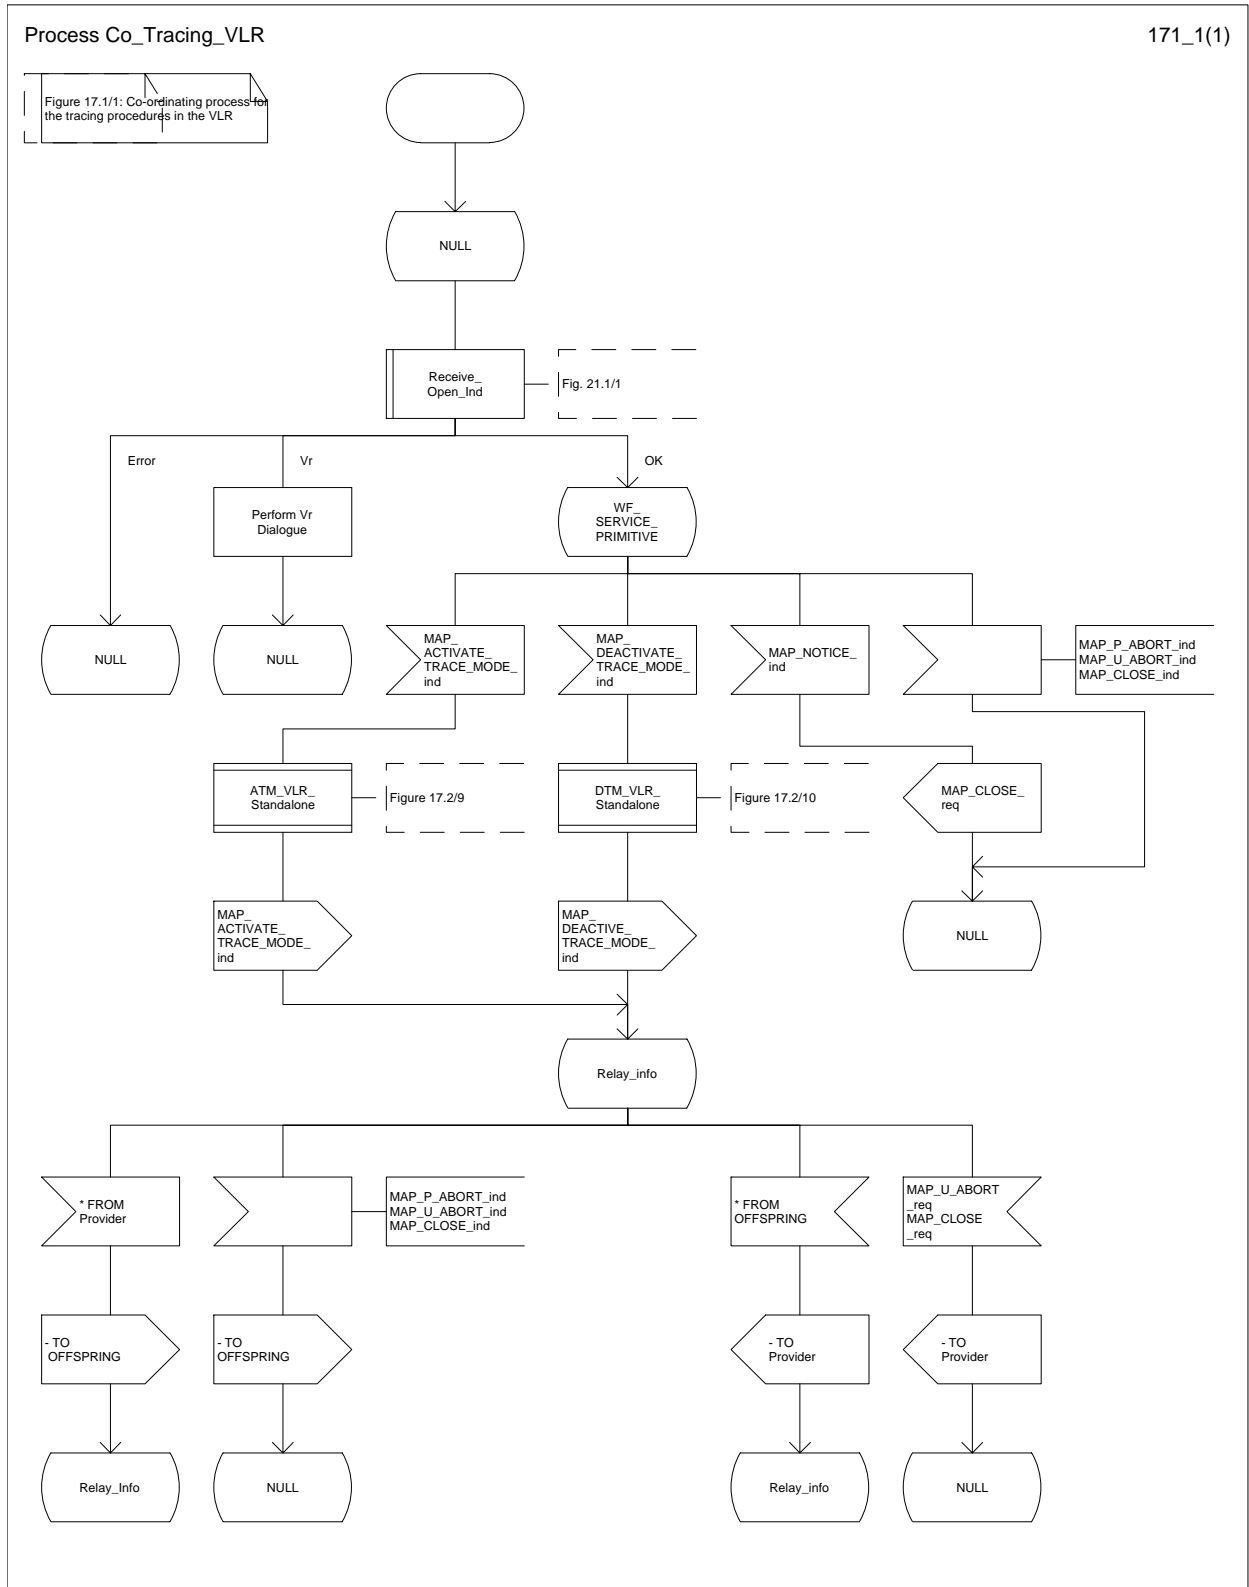 Process Co_Tracing_VLR
171_1(1)
Figure 17.1/1: Co-ordinating process for
the tracing procedures in the VLR
NULL
Receive_
Open_Ind
Fig. 21.1/1
Error
Vr
OK
Perform Vr
Dialogue
WF_
SERVICE_
PRIMITIVE
NULL
NULL
MAP_
ACTIVATE_
TRACE_MODE_
ind
MAP_
DEACTIVATE_
TRACE_MODE_
ind
MAP_NOTICE_
ind
MAP_P_ABORT_ind
MAP_U_ABORT_ind
MAP_CLOSE_ind
ATM_VLR_
Standalone
Figure 17.2/9
DTM_VLR_
Standalone
Figure 17.2/10
MAP_CLOSE_
req
MAP_
ACTIVATE_
TRACE_MODE_
ind
MAP_
DEACTIVE_
TRACE_MODE_
ind
NULL
Relay_info
* FROM
Provider
MAP_P_ABORT_ind
MAP_U_ABORT_ind
MAP_CLOSE_ind
* FROM
OFFSPRING
MAP_U_ABORT
_req
MAP_CLOSE
_req
- TO
OFFSPRING
- TO
OFFSPRING
- TO
Provider
- TO
Provider
Relay_Info
NULL
Relay_info
NULL